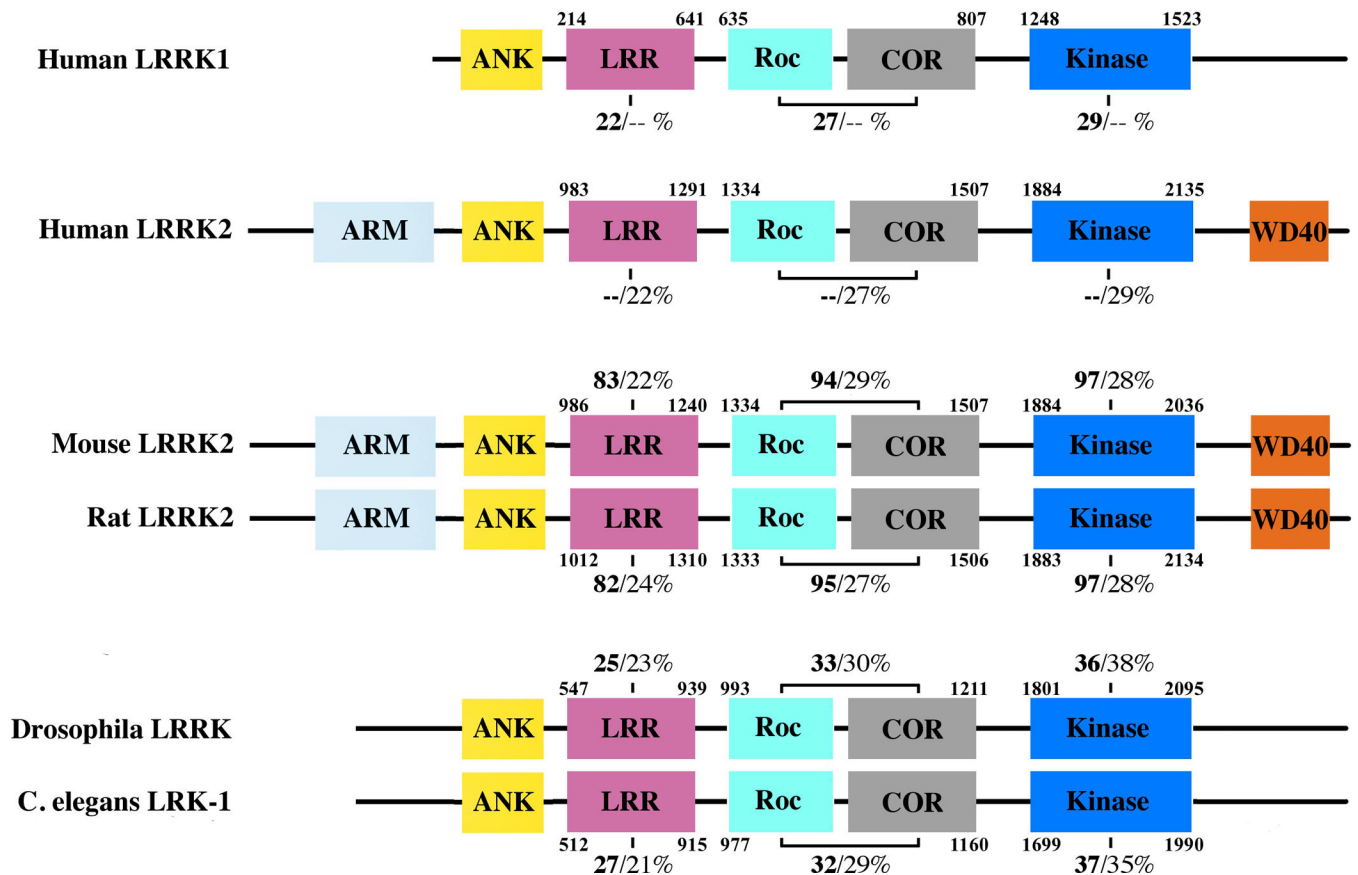 214 641 635 807 1248 1523
Human LRRK1 ANK LRR Roc COR Kinase
22/-- % 27/-- % 29/-- %
983 1291 1334 1507 1884 2135
Human LRRK2 ARM ANK LRR Roc COR Kinase WD40
--/22% --/27% --/29%
83/22% 94/29% 97/28%
986 1240 1334 1507 1884 2036
Mouse LRRK2 ARM ANK LRR Roc COR Kinase WD40
Rat LRRK2 ARM ANK LRR Roc COR Kinase WD40
1012 1310 1333 1506 1883 2134
82/24% 95/27% 97/28%
25/23% 33/30% 36/38%
547 939 993 1211 1801 2095
Drosophila LRRK ANK LRR Roc COR Kinase
C. elegans LRK-1 ANK LRR Roc COR Kinase
512 915 977 1160 1699 1990
27/21% 32/29% 37/35%